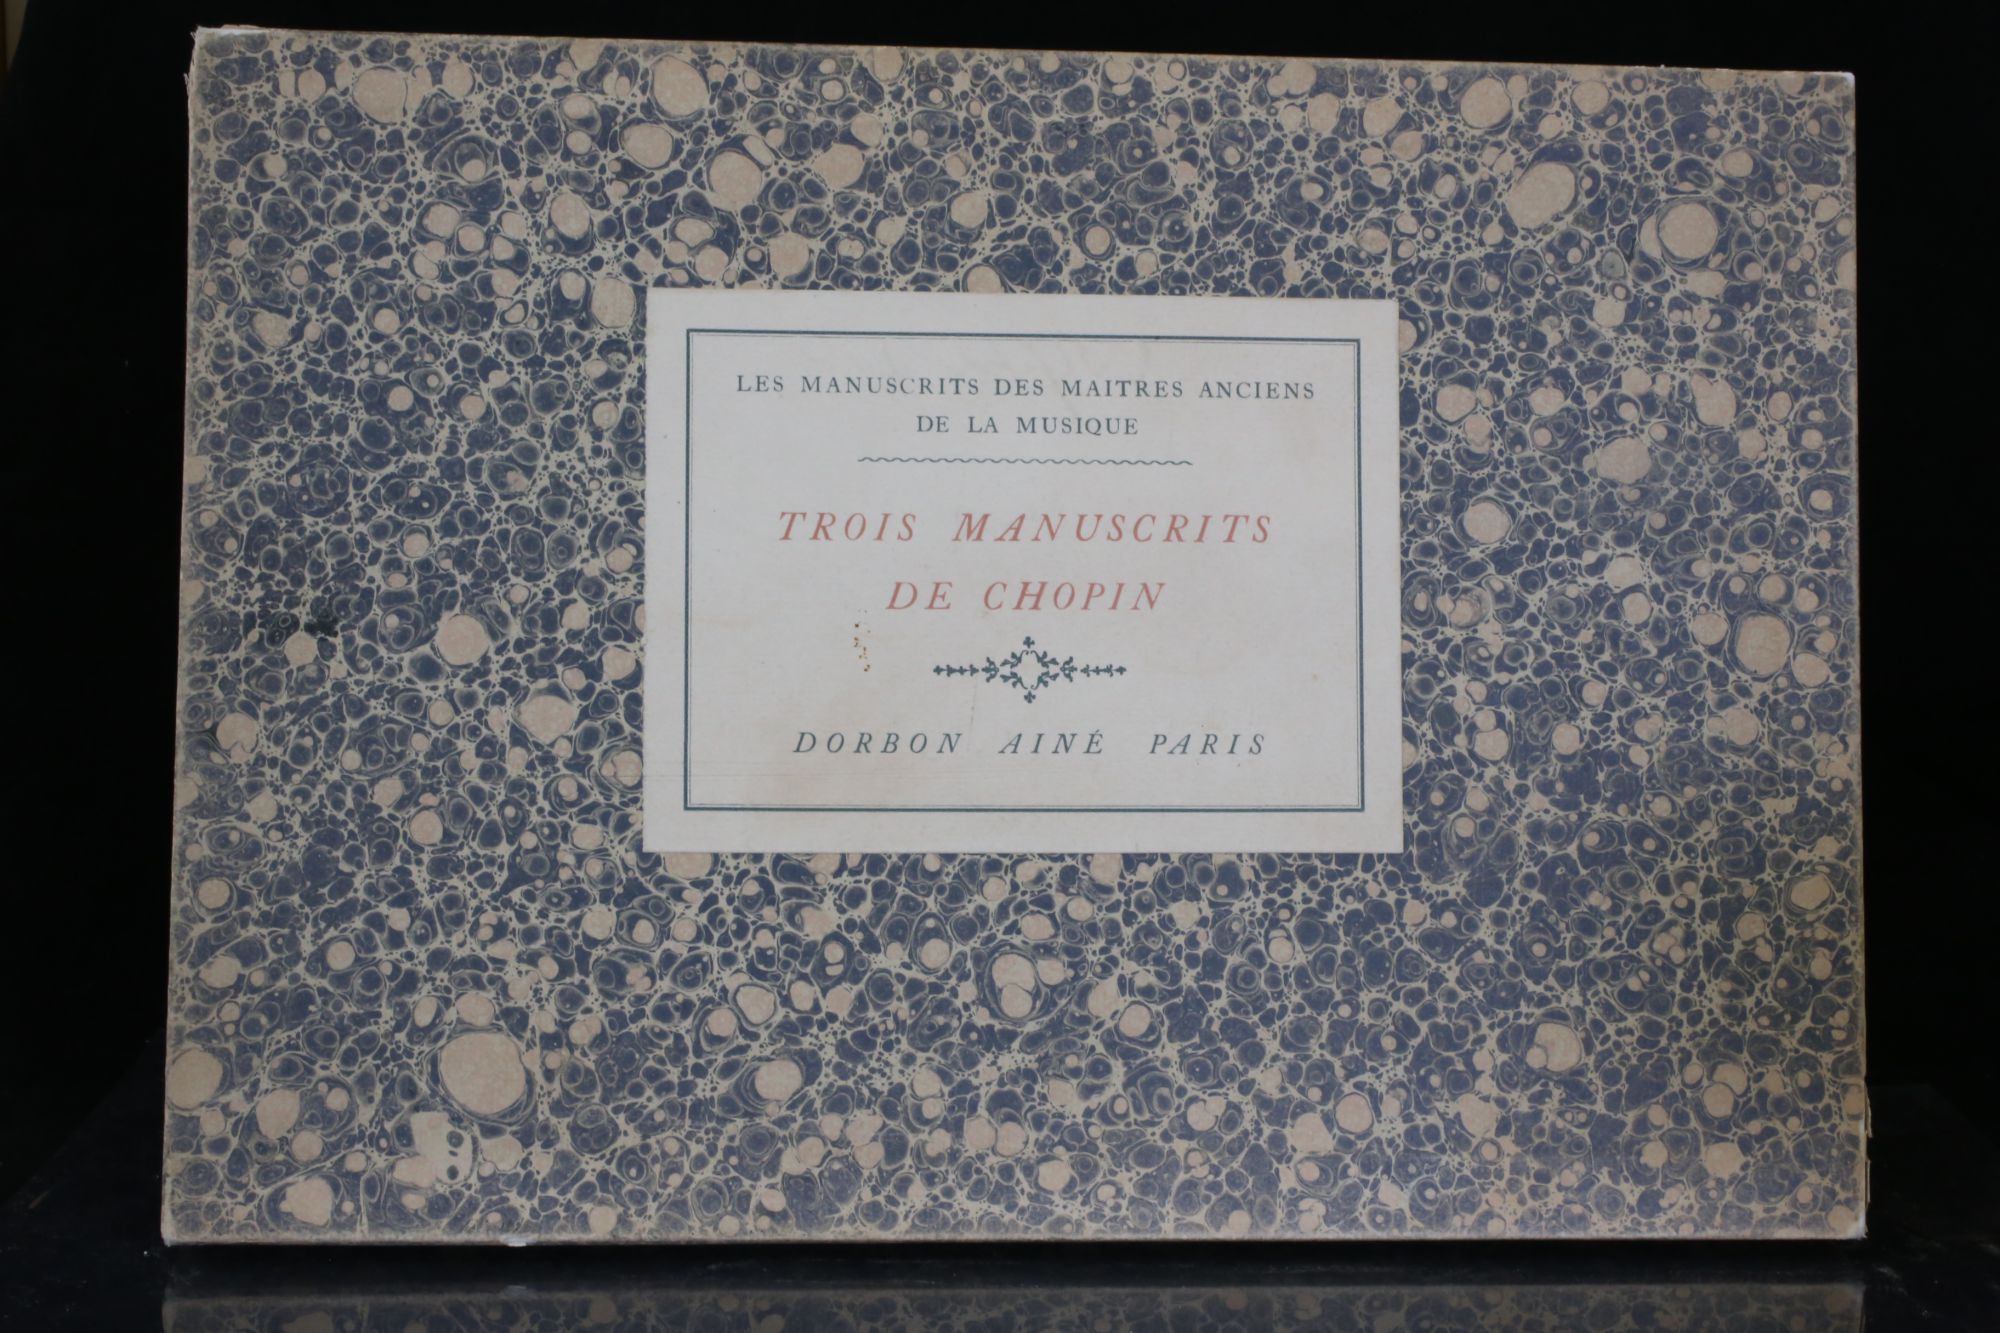 LES MANUSCRITS DES MAITRES ANCIENS
DE LA MUSIQUE
TROIS MANUSCRITS
DE CHOPIN
DORBON AINÉ PARIS